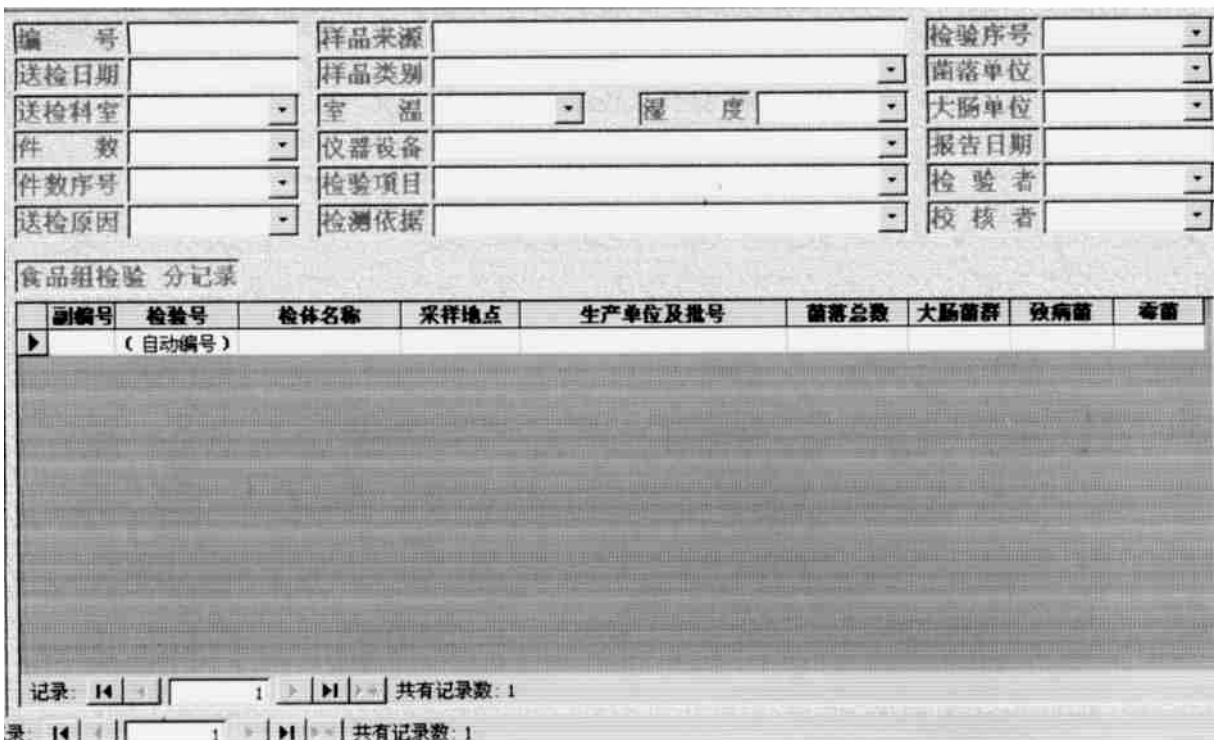 编 号 样品来源 检验序号
送检日期 样品类别 菌落单位
送检科室 室 温 湿 度 大肠单位
件 数 仪器设备 报告日期
件数序号 检验项目 检 验 者
送检原因 检测依据 校 核 者
食品组检验 分记录
副编号 检验号 检体名称 采样地点 生产单位及批号 菌落总数 大肠菌群 致病菌 霉菌
(自动编号)
记录: 1 共有记录数: 1
录: 1 共有记录数: 1